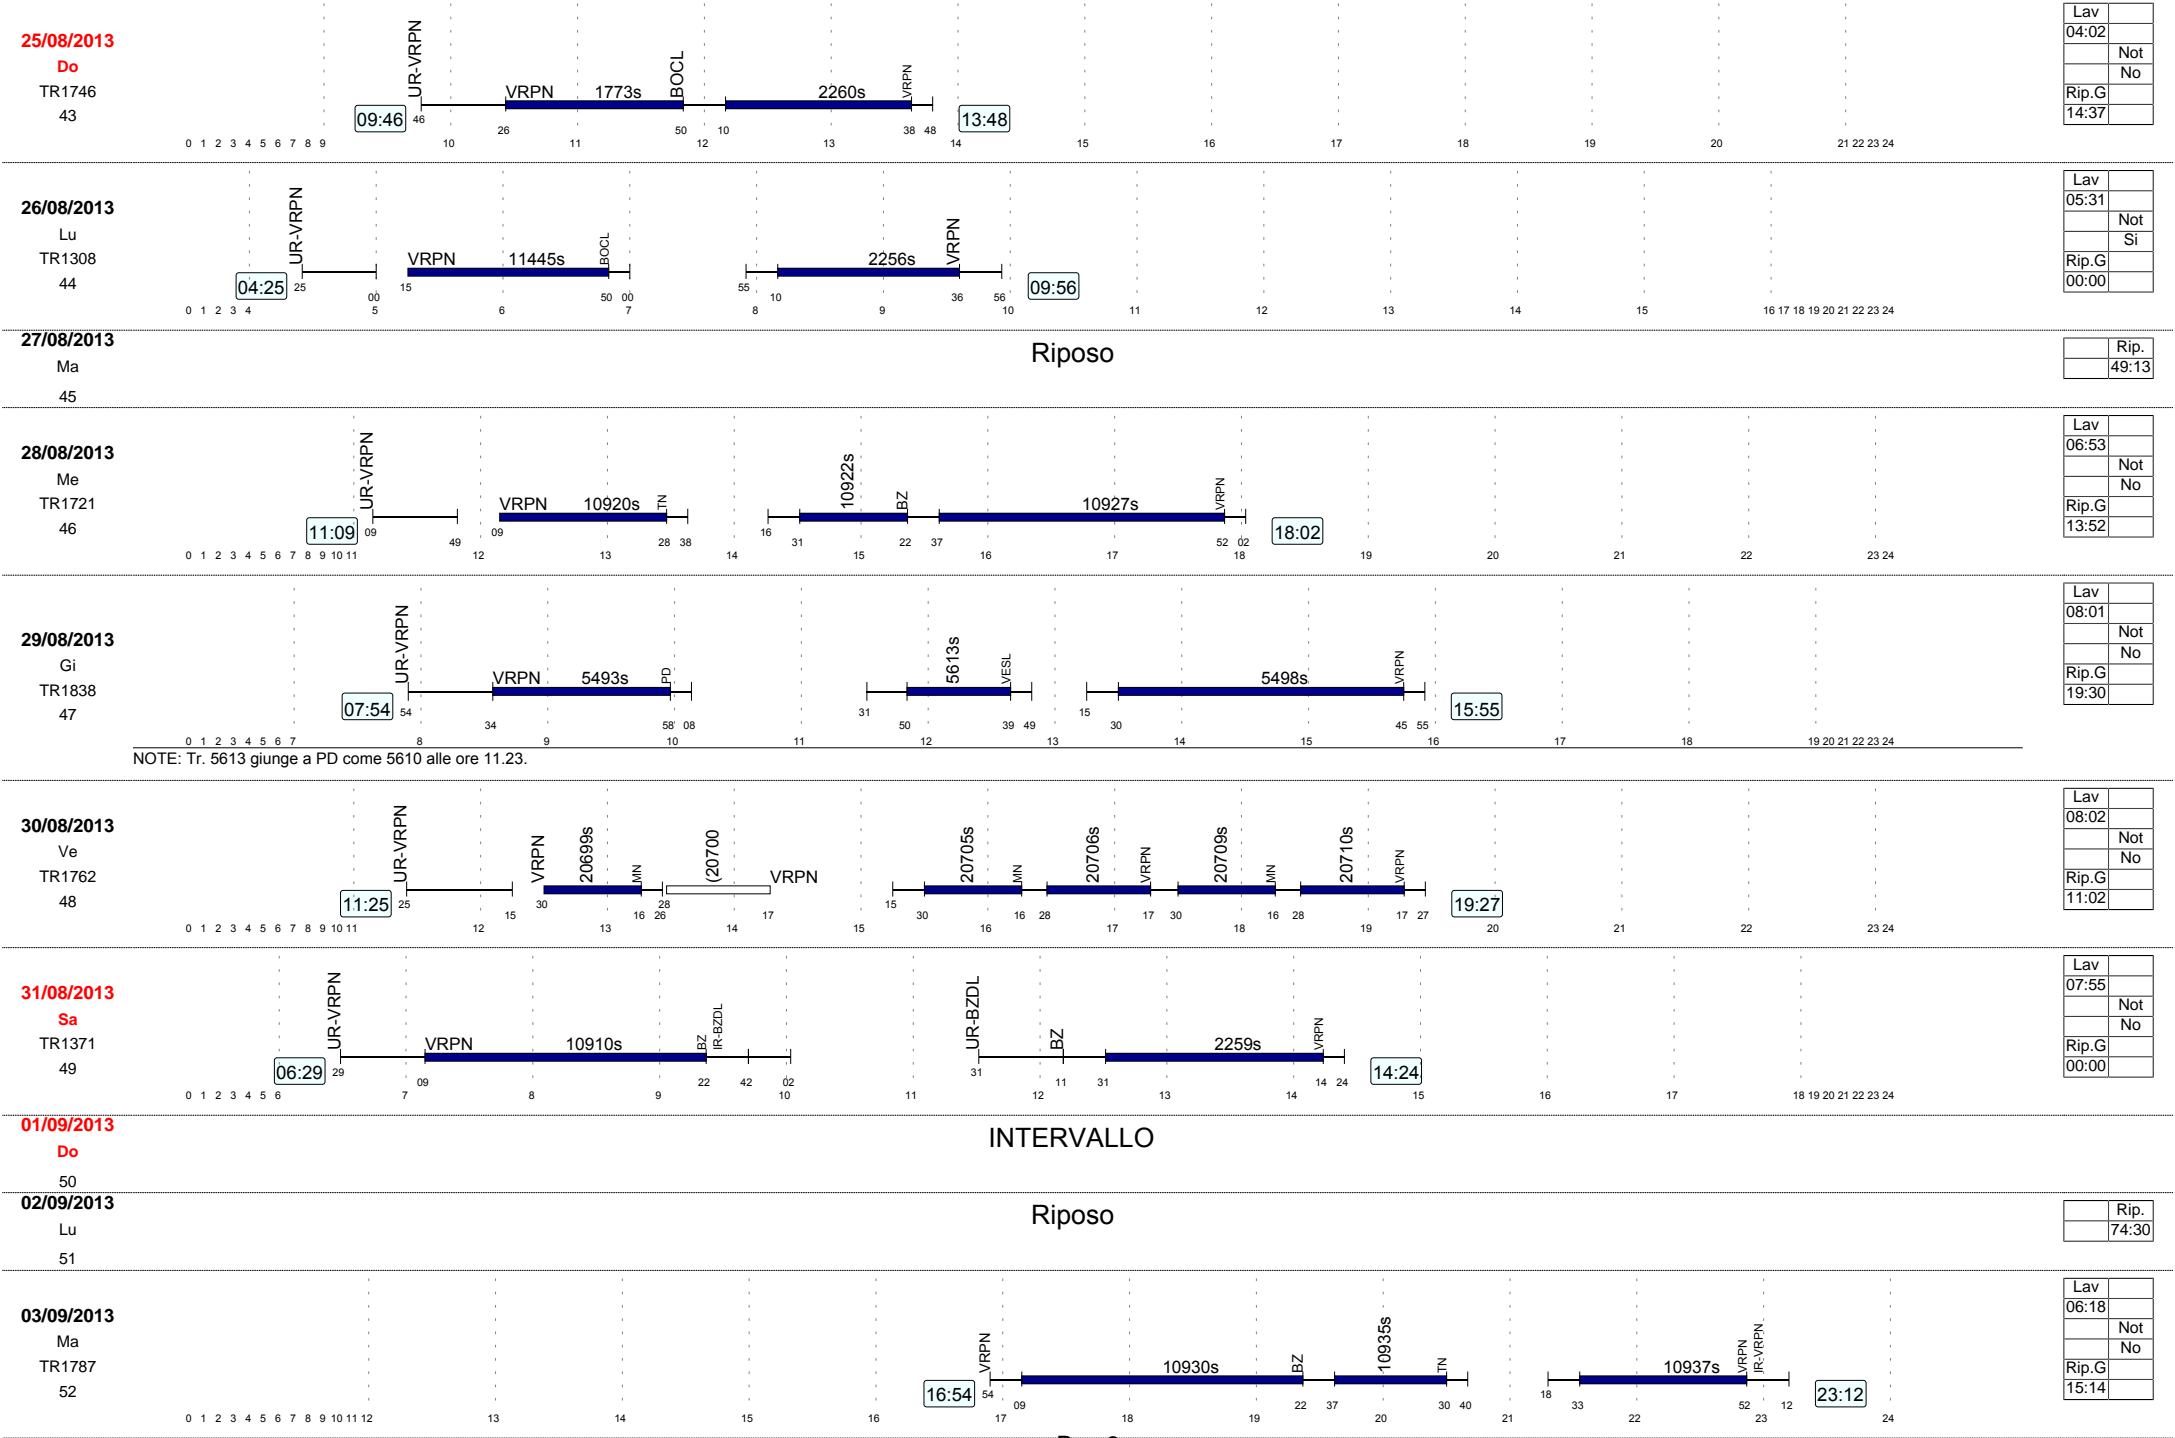 25/08/2013
Do
TR1746
43
UR-VRPN
VRPN 1773s BOCL 2260s VRPN
09:46 46 26 50 10 38 48 13:48
0 1 2 3 4 5 6 7 8 9 10 11 12 13 14 15 16 17 18 19 20 21 22 23 24
Lav
04:02
Not
No
Rip.G
14:37
26/08/2013
Lu
TR1308
44
UR-VRPN
VRPN 11445s BOCL 2256s VRPN
04:25 25 00 15 50 00 55 10 36 56 09:56
0 1 2 3 4 5 6 7 8 9 10 11 12 13 14 15 16 17 18 19 20 21 22 23 24
Lav
05:31
Not
Si
Rip.G
00:00
27/08/2013
Ma
45
Riposo
Rip.
49:13
28/08/2013
Me
TR1721
46
UR-VRPN
VRPN 10920s TN 10922s BZ 10927s VRPN
11:09 09 49 09 28 38 16 31 22 37 52 02 18:02
0 1 2 3 4 5 6 7 8 9 10 11 12 13 14 15 16 17 18 19 20 21 22 23 24
Lav
06:53
Not
No
Rip.G
13:52
29/08/2013
Gi
TR1838
47
UR-VRPN
VRPN 5493s PD 5613s VESL 5498s VRPN
07:54 54 34 58 08 31 50 39 49 15 30 45 55 15:55
0 1 2 3 4 5 6 7 8 9 10 11 12 13 14 15 16 17 18 19 20 21 22 23 24
NOTE: Tr. 5613 giunge a PD come 5610 alle ore 11.23.
Lav
08:01
Not
No
Rip.G
19:30
30/08/2013
Ve
TR1762
48
UR-VRPN
VRPN 20699s MN (20700 VRPN 20705s MN 20706s VRPN 20709s MN 20710s VRPN
11:25 25 15 30 16 26 28 17 15 30 16 28 17 30 16 28 17 27 19:27
0 1 2 3 4 5 6 7 8 9 10 11 12 13 14 15 16 17 18 19 20 21 22 23 24
Lav
08:02
Not
No
Rip.G
11:02
31/08/2013
Sa
TR1371
49
UR-VRPN
VRPN 10910s BZ IR-BZDL UR-BZDL BZ 2259s VRPN
06:29 29 09 22 42 02 31 11 31 14 24 14:24
0 1 2 3 4 5 6 7 8 9 10 11 12 13 14 15 16 17 18 19 20 21 22 23 24
Lav
07:55
Not
No
Rip.G
00:00
01/09/2013
Do
50
INTERVALLO
02/09/2013
Lu
51
Riposo
Rip.
74:30
03/09/2013
Ma
TR1787
52
VRPN 10930s BZ 10935s TN 10937s VRPN IR-VRPN
16:54 54 09 22 37 30 40 18 33 52 12 23:12
0 1 2 3 4 5 6 7 8 9 10 11 12 13 14 15 16 17 18 19 20 21 22 23 24
Lav
06:18
Not
No
Rip.G
15:14